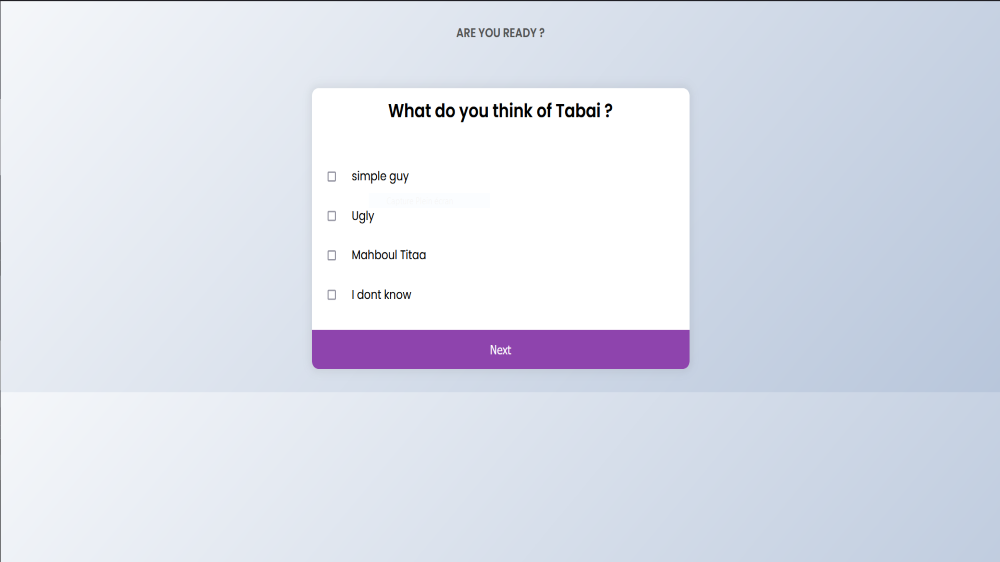 ARE YOU READY ?
What do you think of Tabai ?
simple guy
Ugly
Mahboul Titaa
I dont know
Next